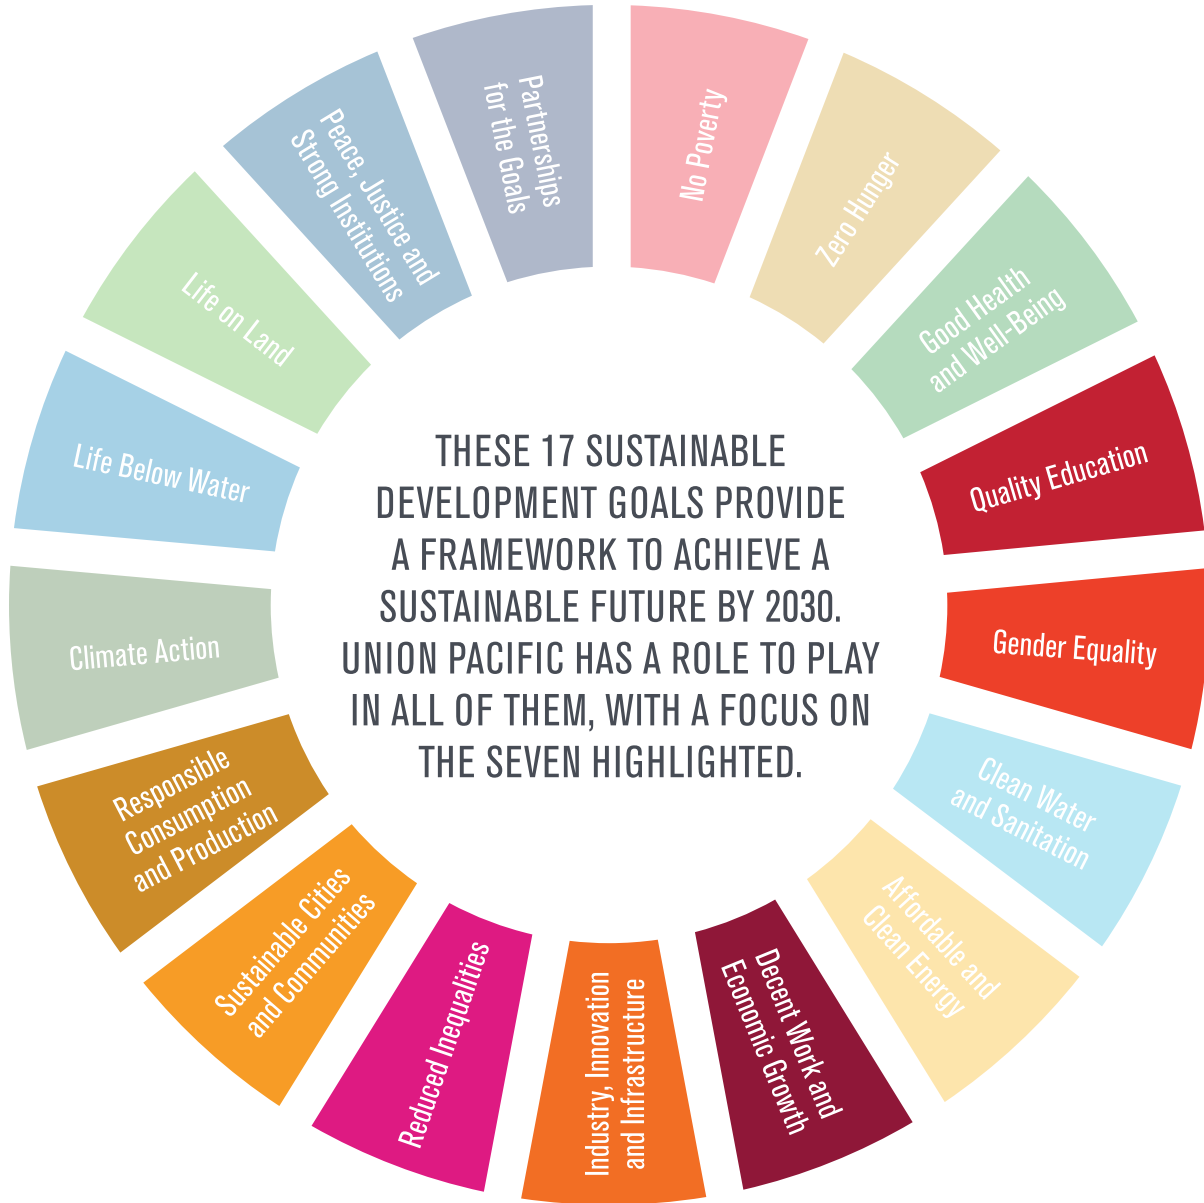 No Poverty
Zero Hunger
Good Health
and Well-Being
Quality Education
Gender Equality
Clean Water
and Sanitation
Affordable and
Clean Energy
Decent Work and
Economic Growth
Industry, Innovation
and Infrastructure
Reduced Inequalities
Sustainable Cities
and Communities
Responsible
Consumption
and Production
Climate Action
Life Below Water
Life on Land
Peace, Justice and
Strong Institutions
Partnerships
for the Goals
THESE 17 SUSTAINABLE
DEVELOPMENT GOALS PROVIDE
A FRAMEWORK TO ACHIEVE A
SUSTAINABLE FUTURE BY 2030.
UNION PACIFIC HAS A ROLE TO PLAY
IN ALL OF THEM, WITH A FOCUS ON
THE SEVEN HIGHLIGHTED.